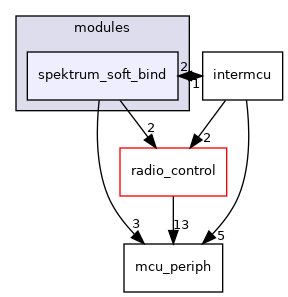 modules
spektrum_soft_bind
2
1
intermcu
2
2
radio_control
13
3
5
mcu_periph